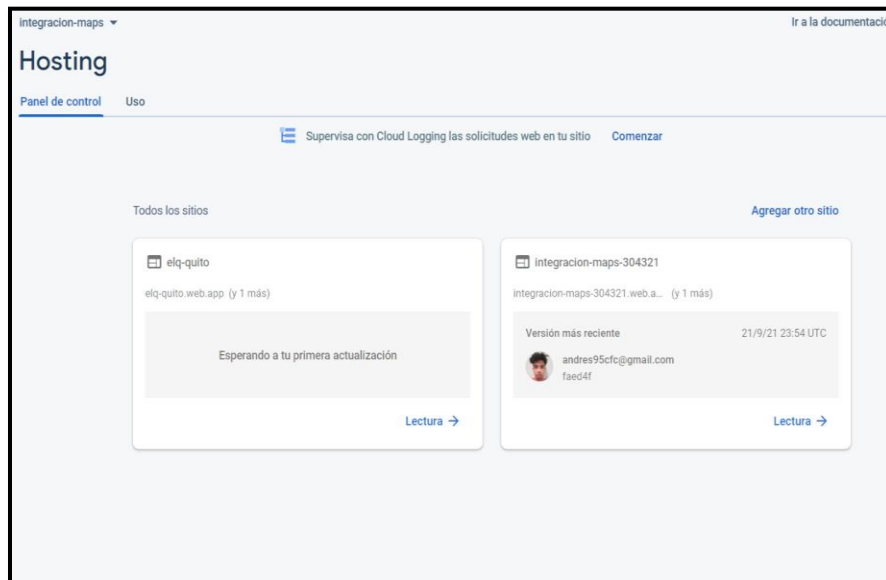 integracion-maps
Ir a la documentació
Hosting
Panel de control Uso
Supervisa con Cloud Logging las solicitudes web en tu sitio Comenzar
Todos los sitios Agregar otro sitio
elq-quito
elq-quito.web.app (y 1 más)
Esperando a tu primera actualización
Lectura →
integracion-maps-304321
integracion-maps-304321.web.a... (y 1 más)
Versión más reciente 21/9/21 23:54 UTC
andres95cfc@gmail.com
faed4f
Lectura →